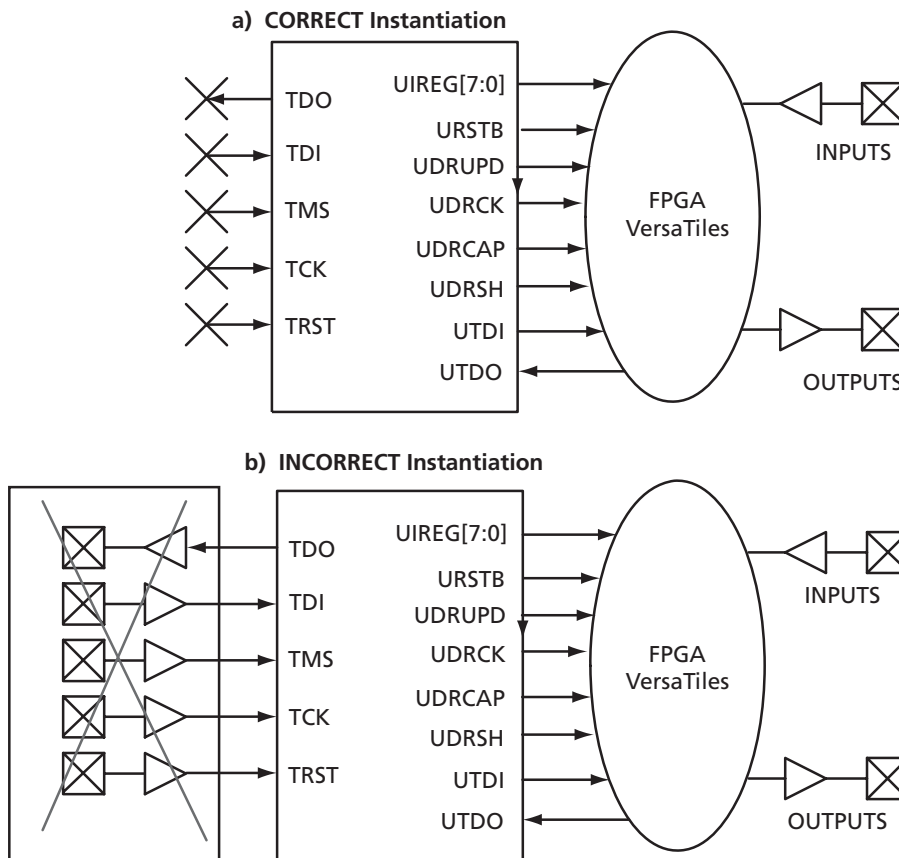 a) CORRECT Instantiation
TDO
TDI
TMS
TCK
TRST
UIREG[7:0]
URSTB
UDRUPD
UDRCK
UDRCAP
UDRSH
UTDI
UTDO
FPGA
VersaTiles
INPUTS
OUTPUTS
b) INCORRECT Instantiation
TDO
TDI
TMS
TCK
TRST
UIREG[7:0]
URSTB
UDRUPD
UDRCK
UDRCAP
UDRSH
UTDI
UTDO
FPGA
VersaTiles
INPUTS
OUTPUTS